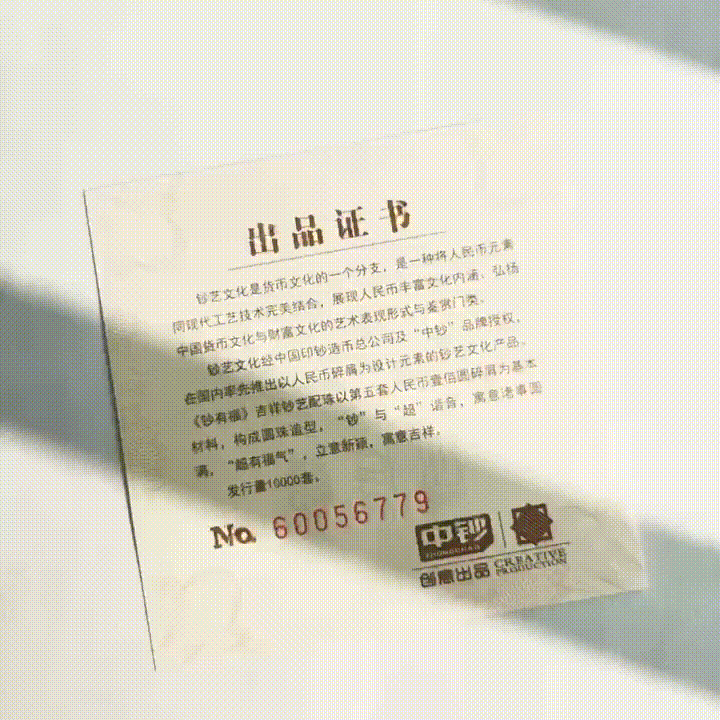 出品证书
钞艺文化是货币文化的一个分支，是一种将人民币元素
同现代工艺技术完美结合，展现人民币丰富文化内涵、弘扬
中国货币文化与财富文化的艺术表现形式与鉴赏门类。
钞艺文化经中国印钞造币总公司及“中钞”品牌授权，
在国内率先推出以人民币碎屑为设计元素的钞艺文化产品。
《钞有福》吉祥钞艺配珠以第五套人民币壹佰圆碎屑为基本
材料，构成圆珠造型，“钞”与“超”谐音，寓意诸事圆
满，“超有福气”，立意新颖，寓意吉祥。
发行量10000套。
No. 60056779
中钞
ZHONGCHAO
创意出品 CREATIVE PRODUCTION